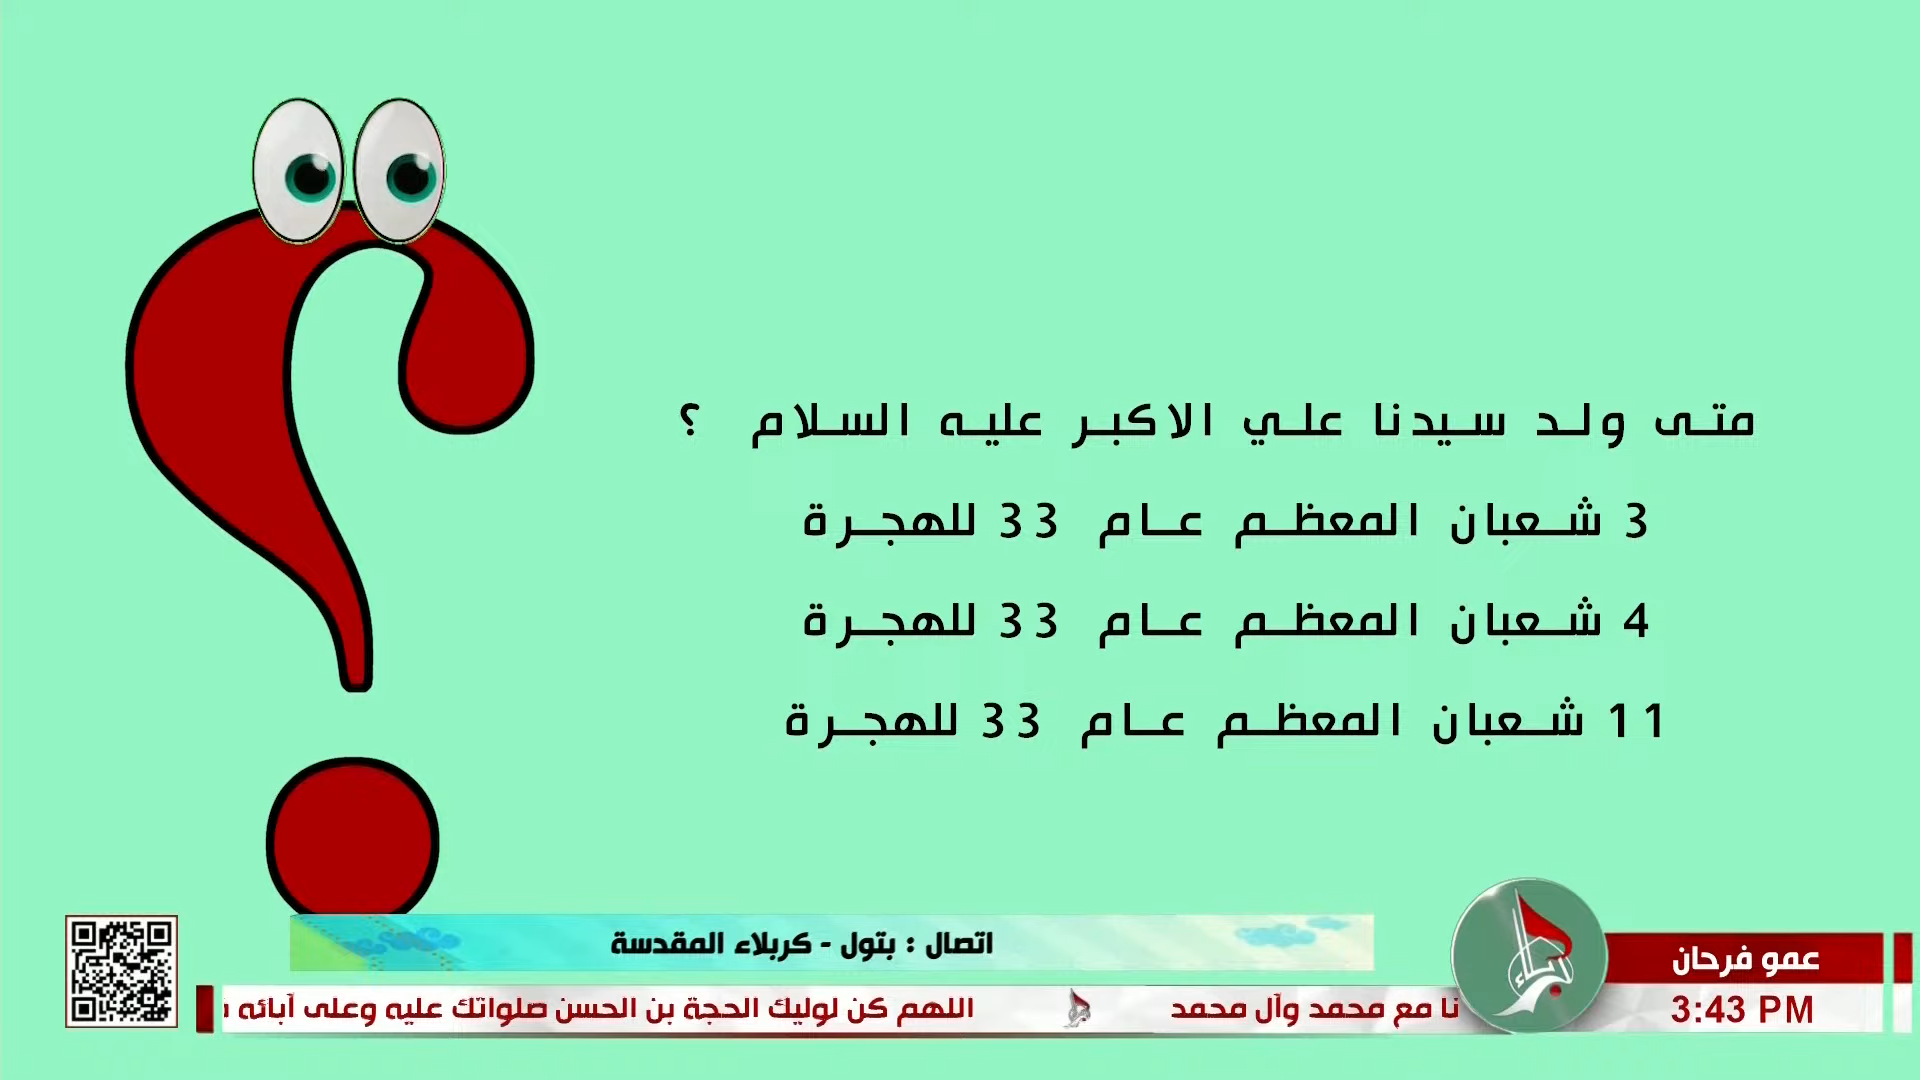 متى ولد سيدنا علي الاكبر عليه السلام ؟
3 شعبان المعظم عام 33 للهجرة
4 شعبان المعظم عام 33 للهجرة
11 شعبان المعظم عام 33 للهجرة
اتصال : بتول - كربلاء المقدسة
عمو فرحان
نا مع محمد وآل محمد
اللهم كن لوليك الحجة بن الحسن صلواتك عليه وعلى آبائه
3:43 PM